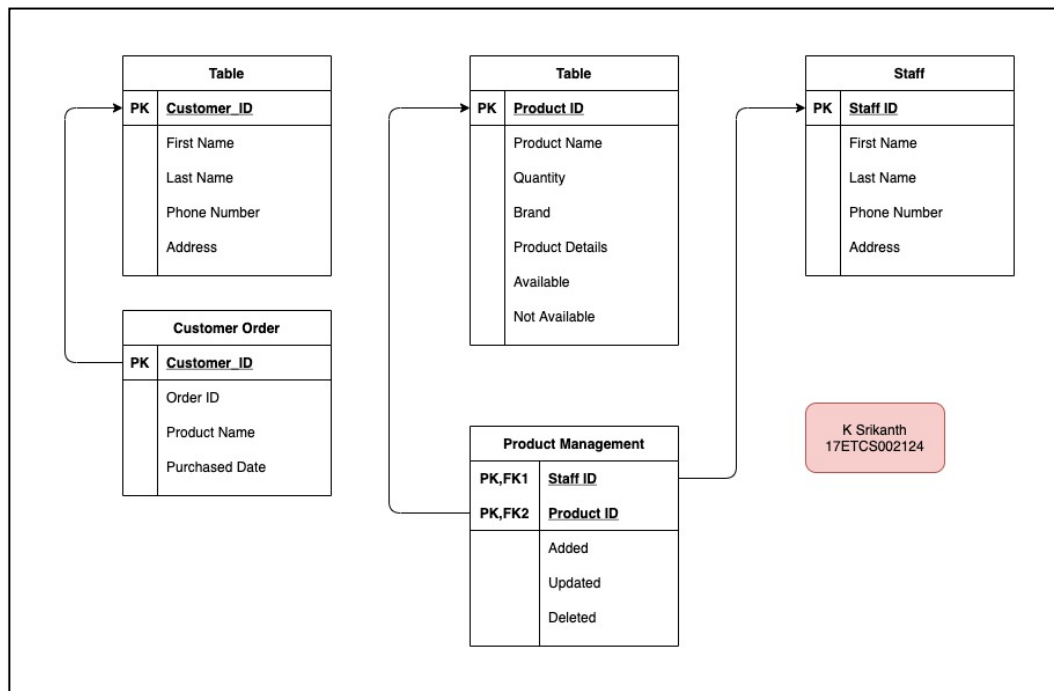 Table
PK Customer_ID
First Name
Last Name
Phone Number
Address
Customer Order
PK Customer_ID
Order ID
Product Name
Purchased Date
Table
PK Product ID
Product Name
Quantity
Brand
Product Details
Available
Not Available
Product Management
PK,FK1 Staff ID
PK,FK2 Product ID
Added
Updated
Deleted
Staff
PK Staff ID
First Name
Last Name
Phone Number
Address
K Srikanth
17ETCS002124